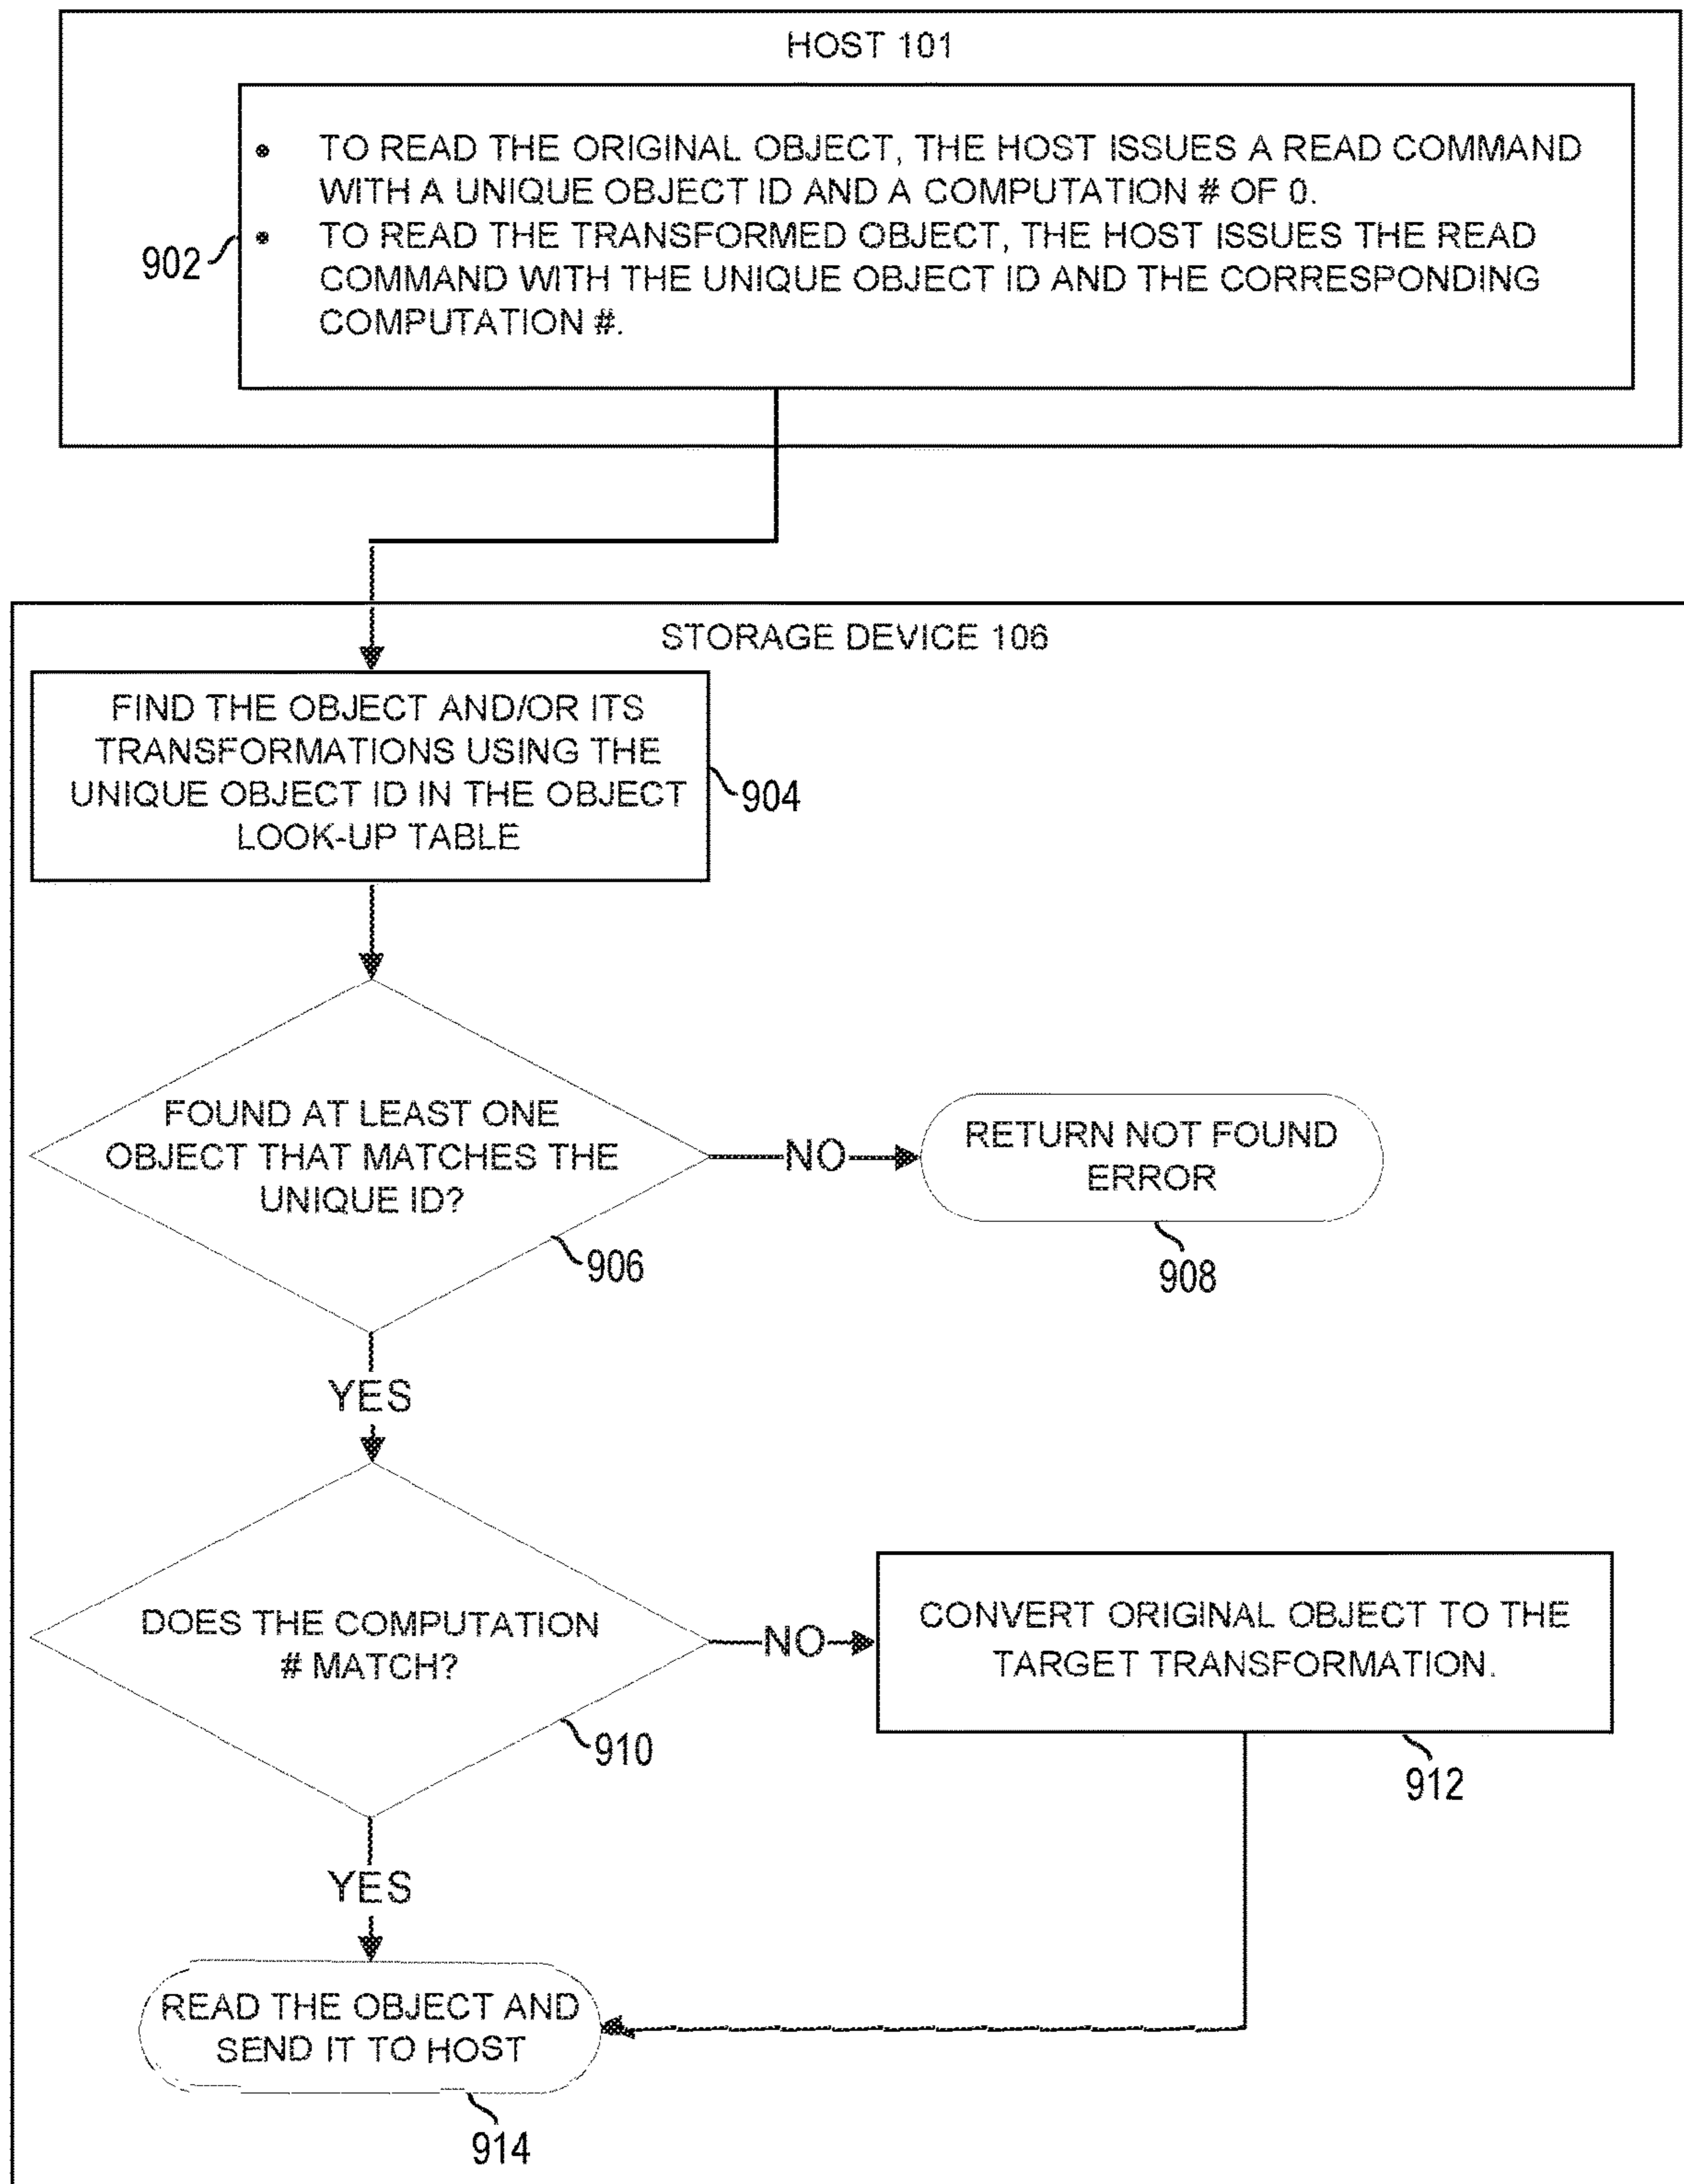 HOST 101
• TO READ THE ORIGINAL OBJECT, THE HOST ISSUES A READ COMMAND
WITH A UNIQUE OBJECT ID AND A COMPUTATION # OF 0.
• TO READ THE TRANSFORMED OBJECT, THE HOST ISSUES THE READ
COMMAND WITH THE UNIQUE OBJECT ID AND THE CORRESPONDING
COMPUTATION #.
902
STORAGE DEVICE 106
FIND THE OBJECT AND/OR ITS
TRANSFORMATIONS USING THE
UNIQUE OBJECT ID IN THE OBJECT
LOOK-UP TABLE
904
FOUND AT LEAST ONE
OBJECT THAT MATCHES THE
UNIQUE ID?
906
NO
RETURN NOT FOUND
ERROR
908
YES
DOES THE COMPUTATION
# MATCH?
910
NO
CONVERT ORIGINAL OBJECT TO THE
TARGET TRANSFORMATION.
912
YES
READ THE OBJECT AND
SEND IT TO HOST
914